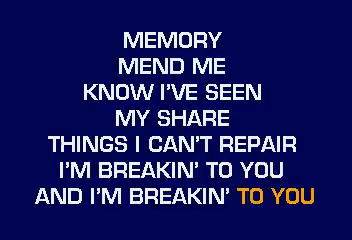 MEMORY
MEND ME
KNOW I'VE SEEN
MY SHARE
THINGS I CAN'T REPAIR
I'M BREAKIN' TO YOU
AND I'M BREAKIN' TO YOU